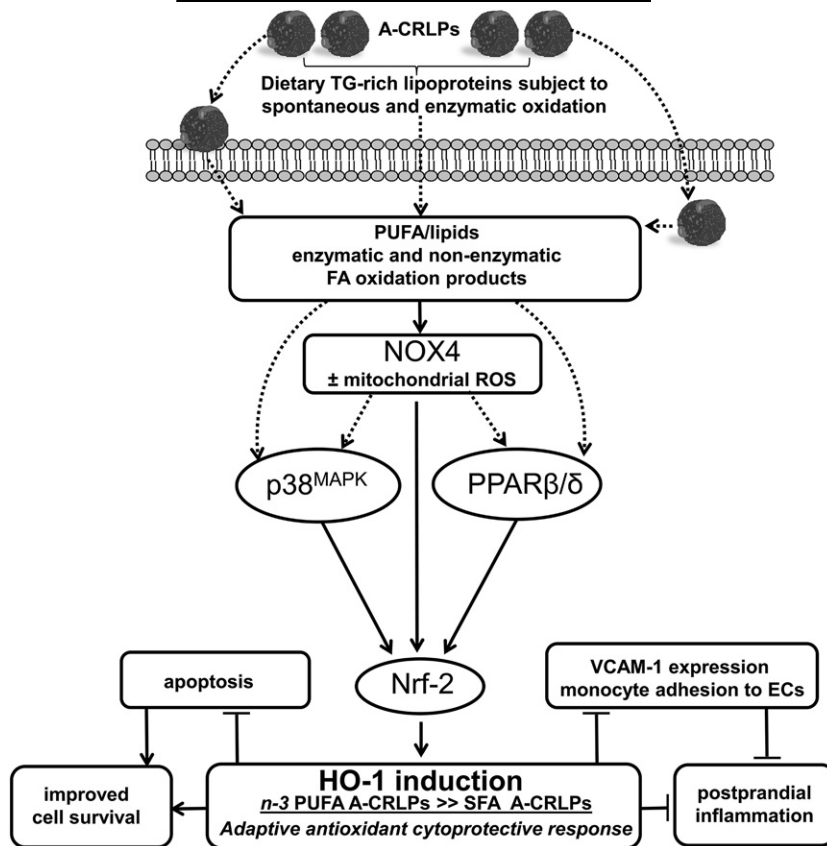 A-CRLPs
Dietary TG-rich lipoproteins subject to
spontaneous and enzymatic oxidation
PUFA/lipids
enzymatic and non-enzymatic
FA oxidation products
NOX4
± mitochondrial ROS
p38MAPK
PPARβ/δ
Nrf-2
apoptosis
VCAM-1 expression
monocyte adhesion to ECs
improved
cell survival
HO-1 induction
n-3 PUFA A-CRLPs >> SFA A-CRLPs
Adaptive antioxidant cytoprotective response
postprandial
inflammation